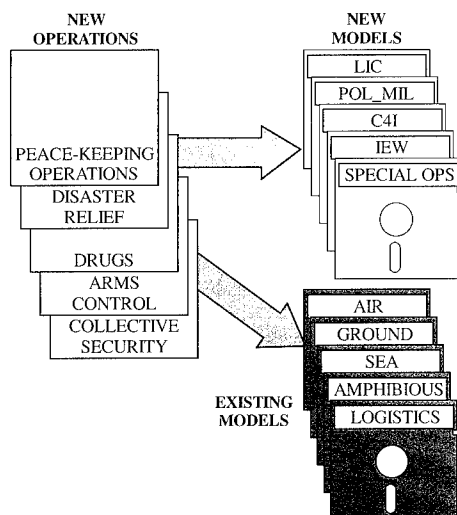 NEW
OPERATIONS
PEACE-KEEPING
OPERATIONS
DISASTER
RELIEF
DRUGS
ARMS
CONTROL
COLLECTIVE
SECURITY
NEW
MODELS
LIC
POL_MIL
C4I
IEW
SPECIAL OPS
AIR
GROUND
SEA
AMPHIBIOUS
LOGISTICS
EXISTING
MODELS